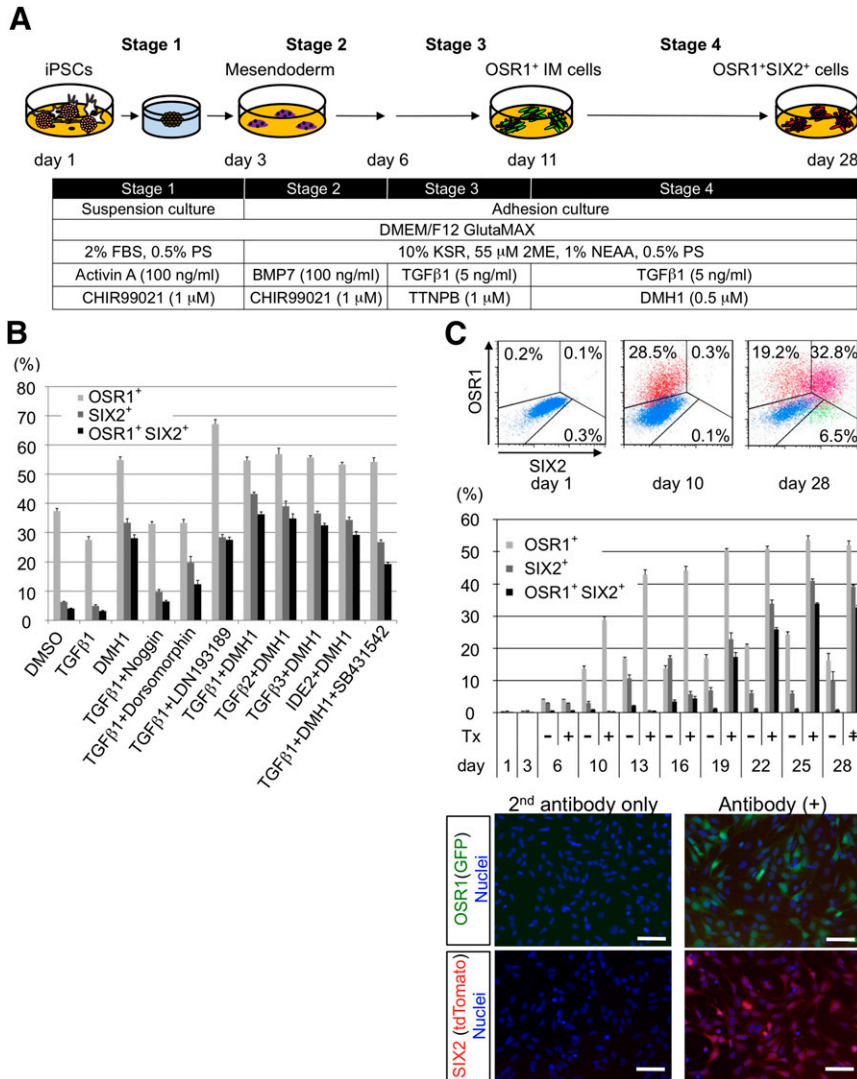 A
Stage 1 Stage 2 Stage 3 Stage 4
iPSCs Mesendoderm OSR1+ IM cells OSR1+SIX2+ cells
day 1 day 3 day 6 day 11 day 28
Stage 1 Stage 2 Stage 3 Stage 4
Suspension culture Adhesion culture
DMEM/F12 GlutaMAX
2% FBS, 0.5% PS 10% KSR, 55 μM 2ME, 1% NEAA, 0.5% PS
Activin A (100 ng/ml) BMP7 (100 ng/ml) TGFβ1 (5 ng/ml) TGFβ1 (5 ng/ml)
CHIR99021 (1 μM) CHIR99021 (1 μM) TTNPB (1 μM) DMH1 (0.5 μM)
B
(%)
80
70
60
50
40
30
20
10
0
OSR1+
SIX2+
OSR1+ SIX2+
DMSO
TGFβ1
DMH1
TGFβ1+Noggin
TGFβ1+Dorsomorphin
TGFβ1+LDN193189
TGFβ1+DMH1
TGFβ2+DMH1
TGFβ3+DMH1
IDE2+DMH1
TGFβ1+DMH1+SB431542
C
OSR1
0.2% 0.1%
0.3%
28.5% 0.3%
0.1%
19.2% 32.8%
6.5%
SIX2
day 1 day 10 day 28
(%)
60
50
40
30
20
10
0
OSR1+
SIX2+
OSR1+ SIX2+
Tx - + - + - + - + - + - + - + - +
day 1 3 6 10 13 16 19 22 25 28
2nd antibody only Antibody (+)
OSR1(GFP)
Nuclei
SIX2 (tdTomato)
Nuclei